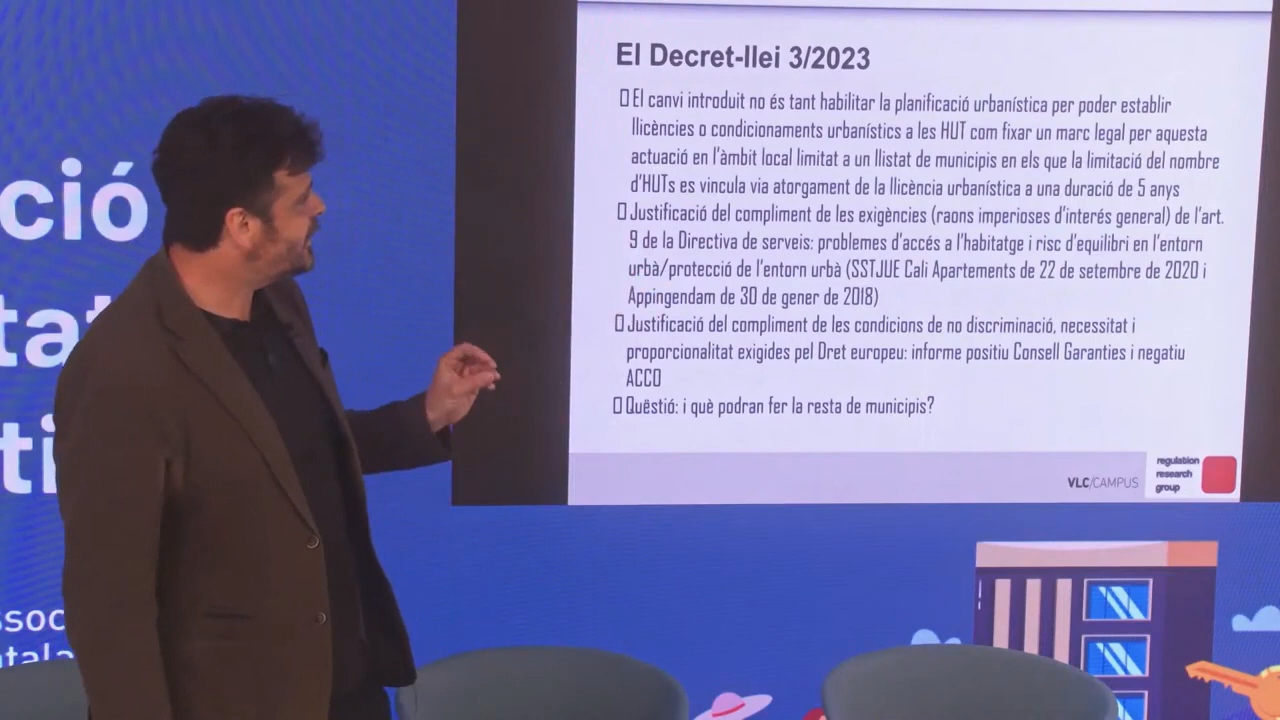 ció
tat
ti
ssoc
atala
El Decret-llei 3/2023
El canvi introduit no és tant habilitar la planificació urbanística per poder establir
llicències o condicionaments urbanístics a les HUT com fixar un marc legal per aquesta
actuació en l'àmbit local limitat a un llistat de municipis en els que la limitació del nombre
d'HUTs es vincula via atorgament de la llicència urbanística a una duració de 5 anys
Justificació del compliment de les exigències (raons imperioses d'interés general) de l'art.
9 de la Directiva de serveis: problemes d'accés a l'habitatge i risc d'equilibri en l'entorn
urbà/protecció de l'entorn urbà (SSTJUE Cali Apartements de 22 de setembre de 2020 i
Appingendam de 30 de gener de 2018)
Justificació del compliment de les condicions de no discriminació, necessitat i
proporcionalitat exigides pel Dret europeu: informe positiu Consell Garanties i negatiu
ACCO
Qüestió: i què podran fer la resta de municipis?
VLC/CAMPUS
regulation
research
group